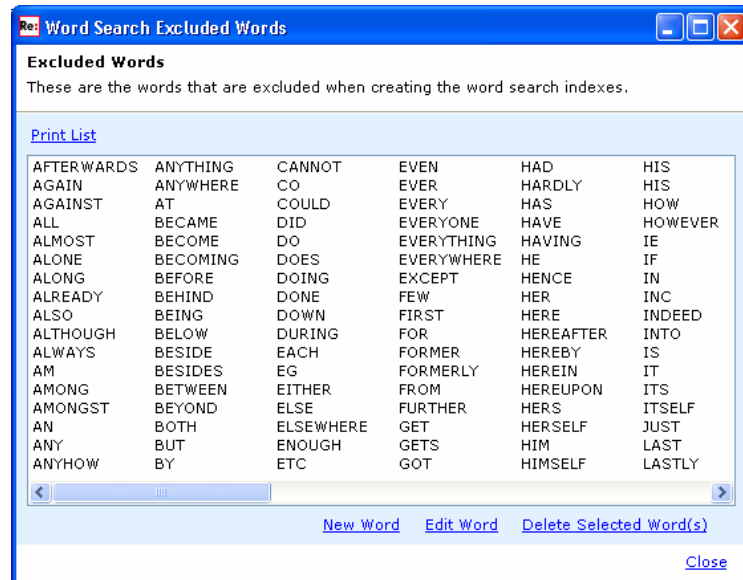 Re: Word Search Excluded Words
Excluded Words
These are the words that are excluded when creating the word search indexes.
Print List
AFTERWARDS ANYTHING CANNOT EVEN HAD HIS
AGAIN ANYWHERE CO EVER HARDLY HIS
AGAINST AT COULD EVERY HAS HOW
ALL BECAME DID EVERYONE HAVE HOWEVER
ALMOST BECOME DO EVERYTHING HAVING IE
ALONE BECOMING DOES EVERYWHERE HE IF
ALONG BEFORE DOING EXCEPT HENCE IN
ALREADY BEHIND DONE FEW HER INC
ALSO BEING DOWN FIRST HERE INDEED
ALTHOUGH BELOW DURING FOR HEREAFTER INTO
ALWAYS BESIDE EACH FORMER HEREBY IS
AM BESIDES EG FORMERLY HEREIN IT
AMONG BETWEEN EITHER FROM HEREUPON ITS
AMONGST BEYOND ELSE FURTHER HERS ITSELF
AN BOTH ELSEWHERE GET HERSELF JUST
ANY BUT ENOUGH GETS HIM LAST
ANYHOW BY ETC GOT HIMSELF LASTLY
New Word Edit Word Delete Selected Word(s)
Close